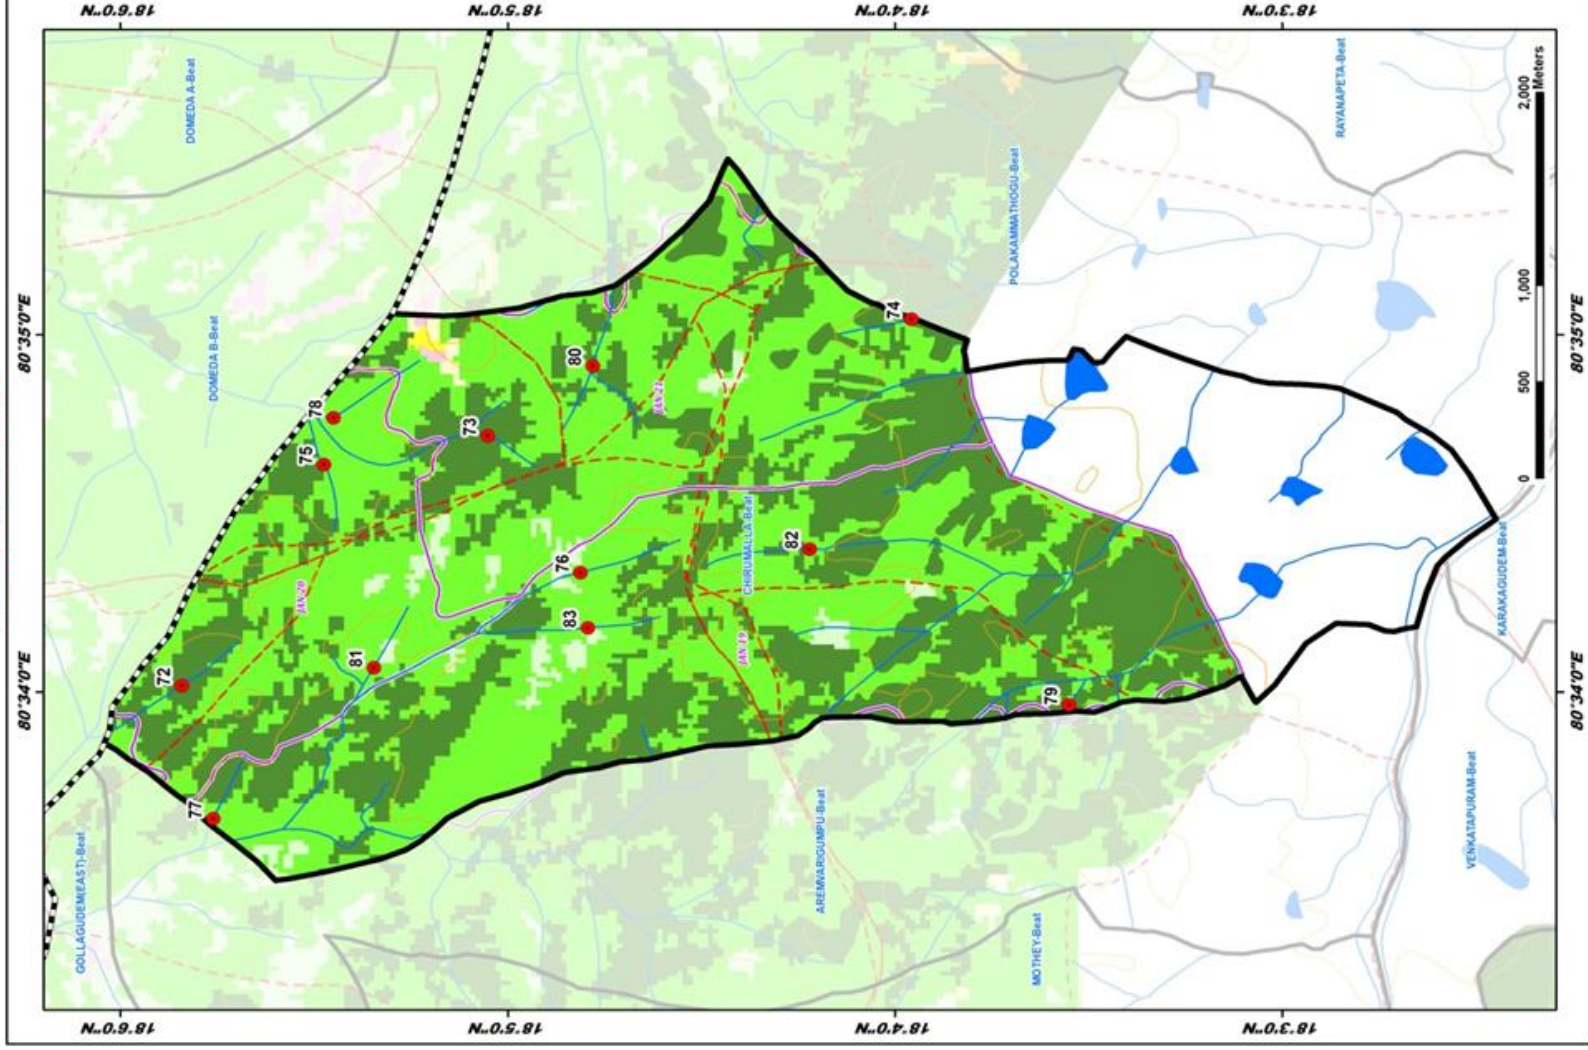 18°6'0"N
18°5'0"N
18°4'0"N
18°3'0"N
DOMEDA A-Beat
RAYANAPETA-Beat
2,000
Meters
1,000
500
0
POLAKAMMATHOGU-Beat
80°35'0"E
80°35'0"E
DOMEDA B-Beat
74
80
78
73
75
JAN 21
82
CHIRUMALLA-Beat
76
KARAKAGUDEM-Beat
JAN 20
83
81
JAN 19
72
79
80°34'0"E
80°34'0"E
77
GOLLAGUDEM(EAST)-Beat
AREMVARIGUMPU-Beat
VENKATAPURAM-Beat
MOTHEY-Beat
18°6'0"N
18°5'0"N
18°4'0"N
18°3'0"N